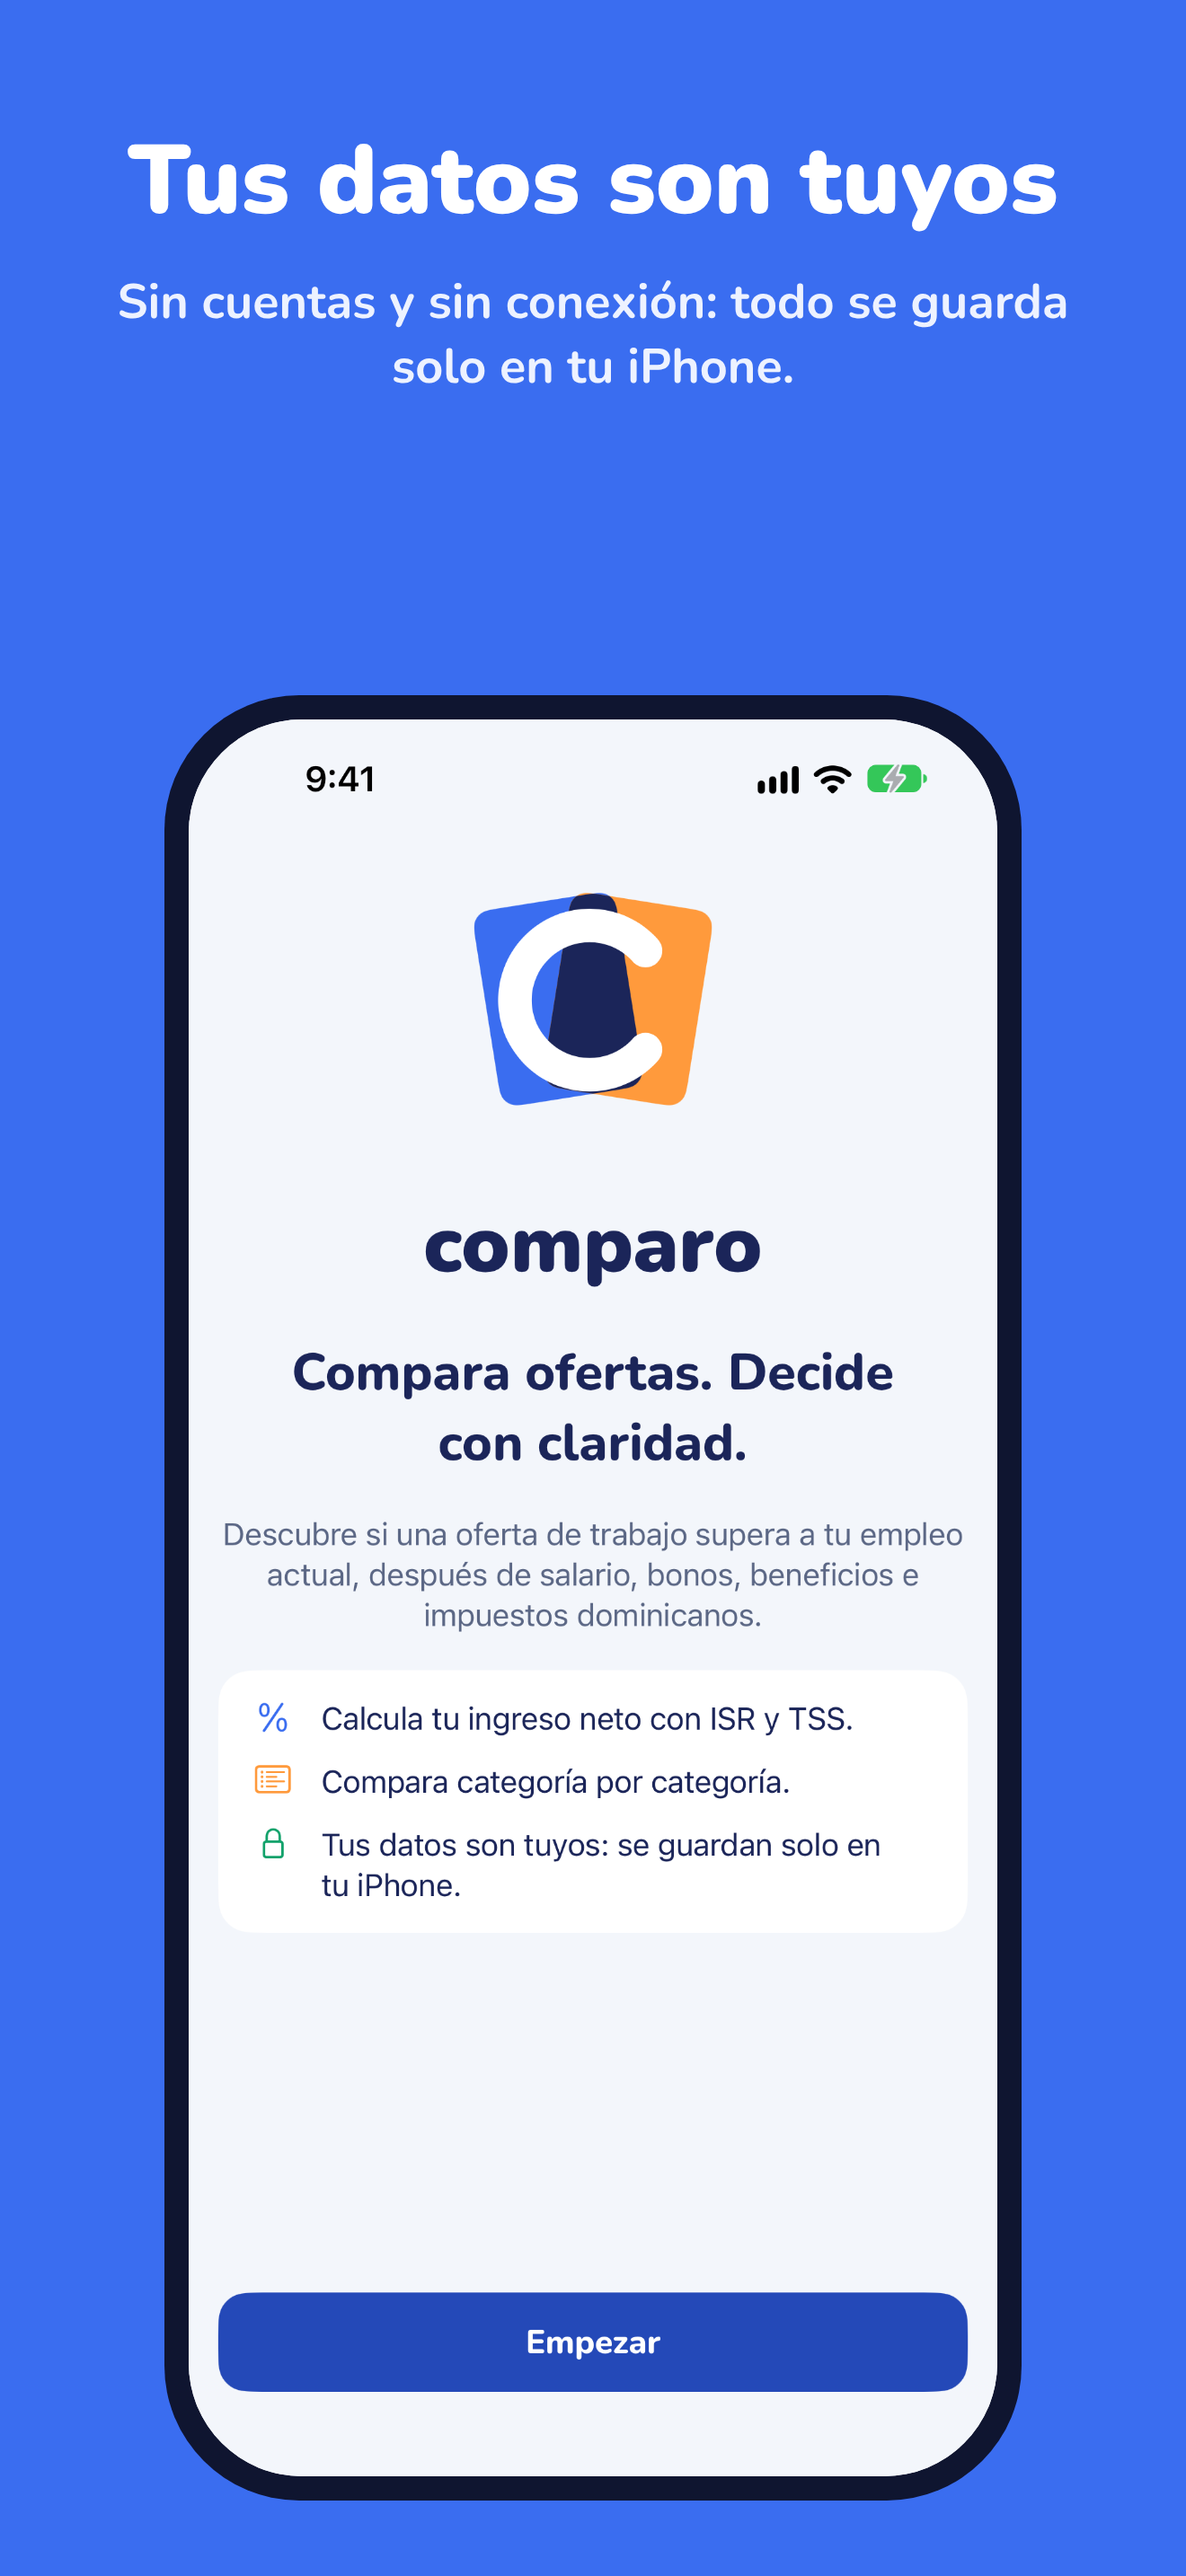 Tus datos son tuyos
Sin cuentas y sin conexión: todo se guarda
solo en tu iPhone.
9:41
C
comparo
Compara ofertas. Decide
con claridad.
Descubre si una oferta de trabajo supera a tu empleo
actual, después de salario, bonos, beneficios e
impuestos dominicanos.
% Calcula tu ingreso neto con ISR y TSS.
Compara categoría por categoría.
Tus datos son tuyos: se guardan solo en
tu iPhone.
Empezar